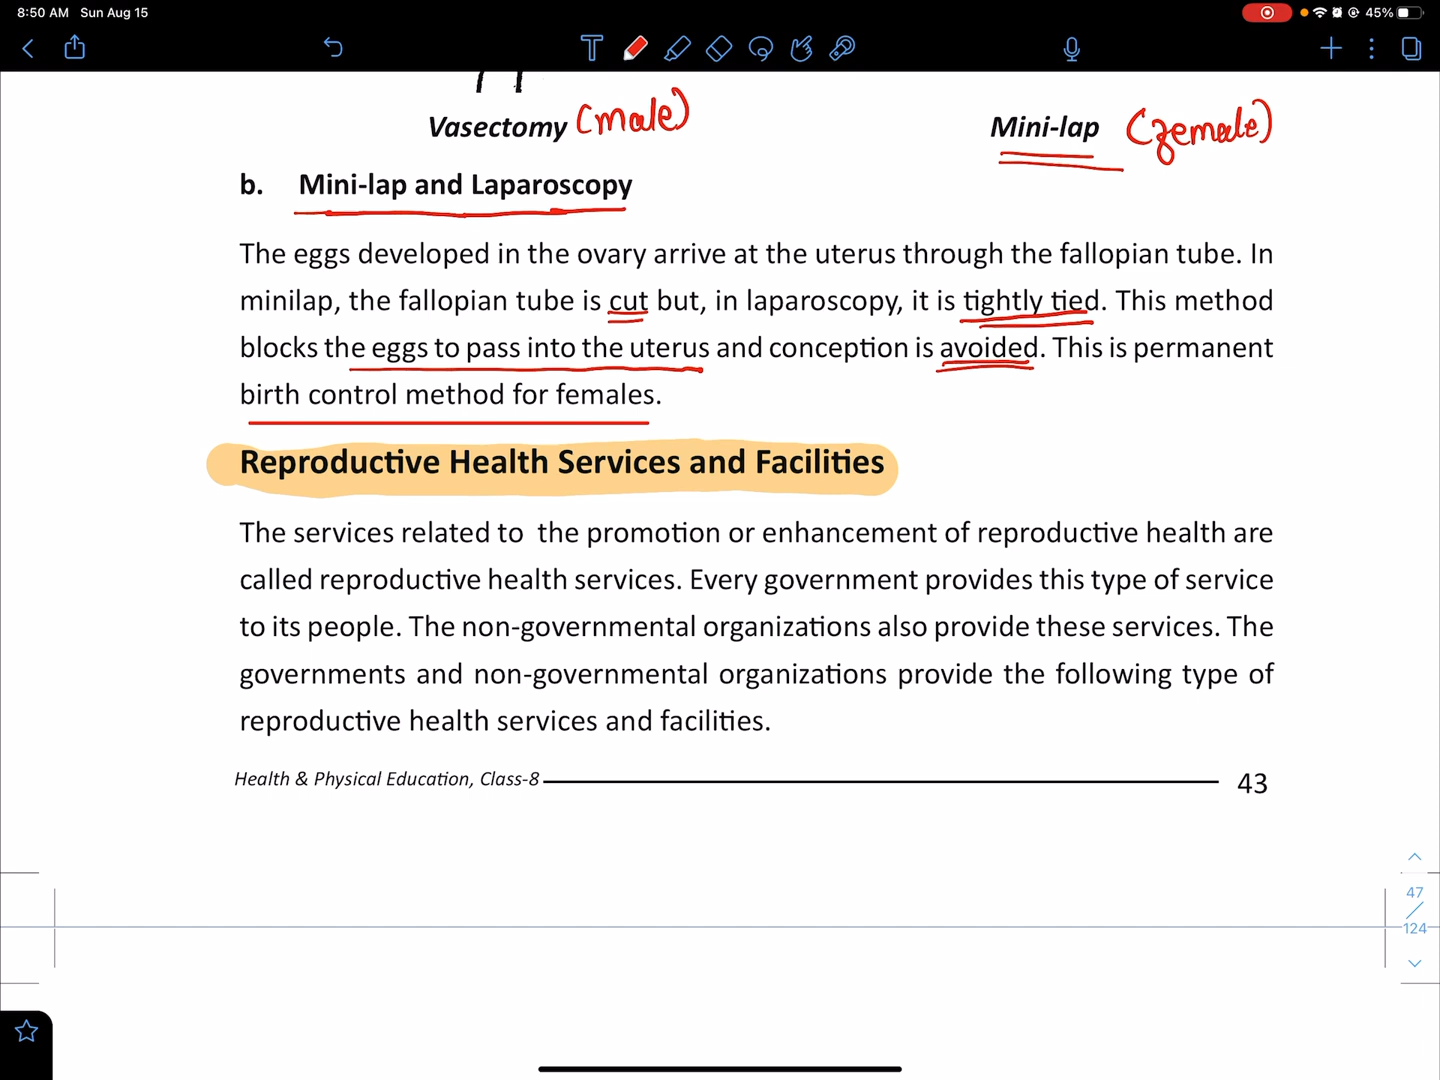 8:50 AM Sun Aug 15
45%
Vasectomy (male)
Mini-lap (female)
b. Mini-lap and Laparoscopy
The eggs developed in the ovary arrive at the uterus through the fallopian tube. In
minilap, the fallopian tube is cut but, in laparoscopy, it is tightly tied. This method
blocks the eggs to pass into the uterus and conception is avoided. This is permanent
birth control method for females.
Reproductive Health Services and Facilities
The services related to the promotion or enhancement of reproductive health are
called reproductive health services. Every government provides this type of service
to its people. The non-governmental organizations also provide these services. The
governments and non-governmental organizations provide the following type of
reproductive health services and facilities.
Health & Physical Education, Class-8 43
47
124